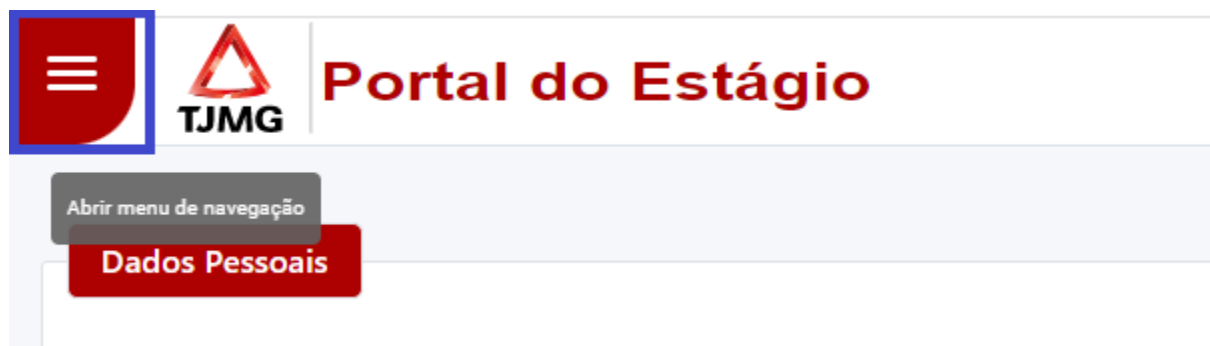 TJMG
Portal do Estágio
Abrir menu de navegação
Dados Pessoais